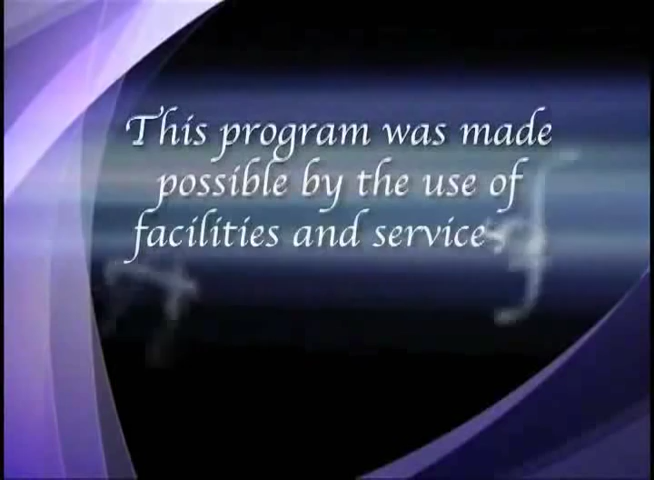 This program was made
possible by the use of
facilities and service